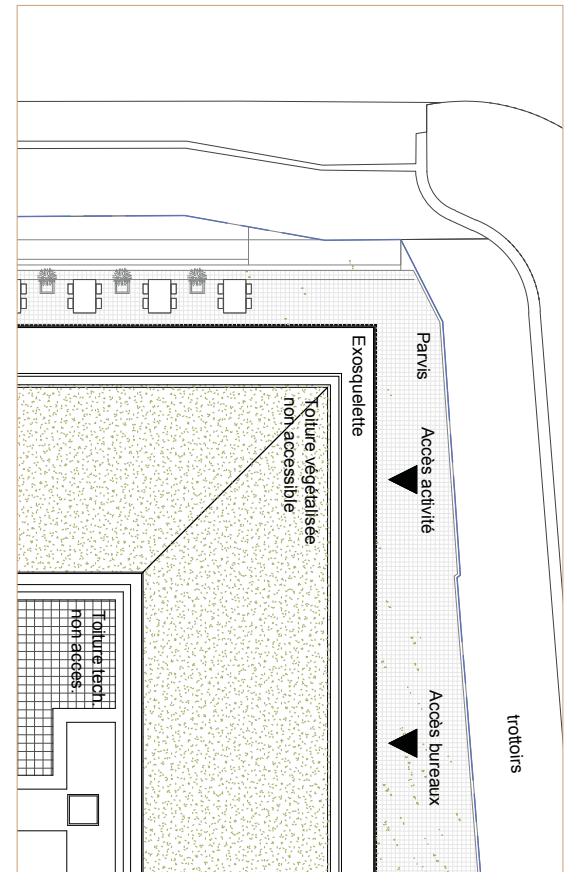 Parvis
Exosquelette
Accès activité
Toiture végétalisée
non accessible
Toiture tech.
non acces.
Accès bureaux
trottoirs